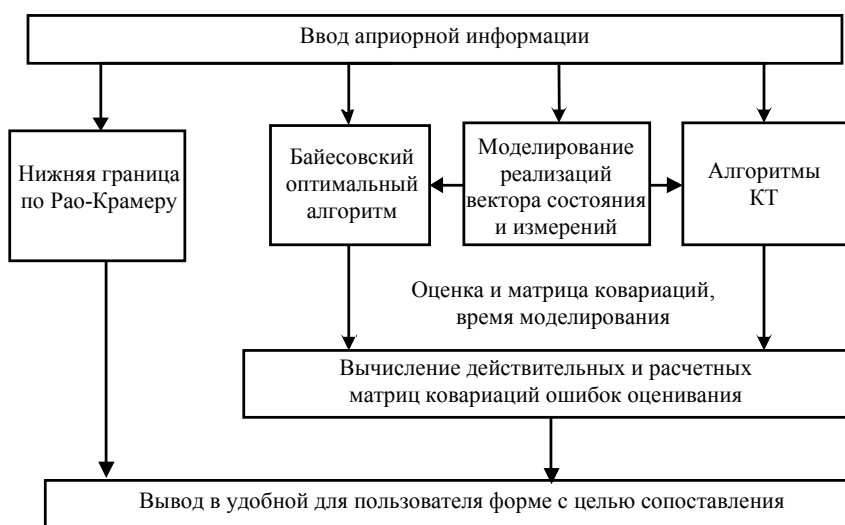 Ввод априорной информации
Нижняя граница
по Рао-Крамеру
Байесовский
оптимальный
алгоритм
Моделирование
реализаций
вектора состояния
и измерений
Алгоритмы
КТ
Оценка и матрица ковариаций,
время моделирования
Вычисление действительных и расчетных
матриц ковариаций ошибок оценивания
Вывод в удобной для пользователя форме с целью сопоставления